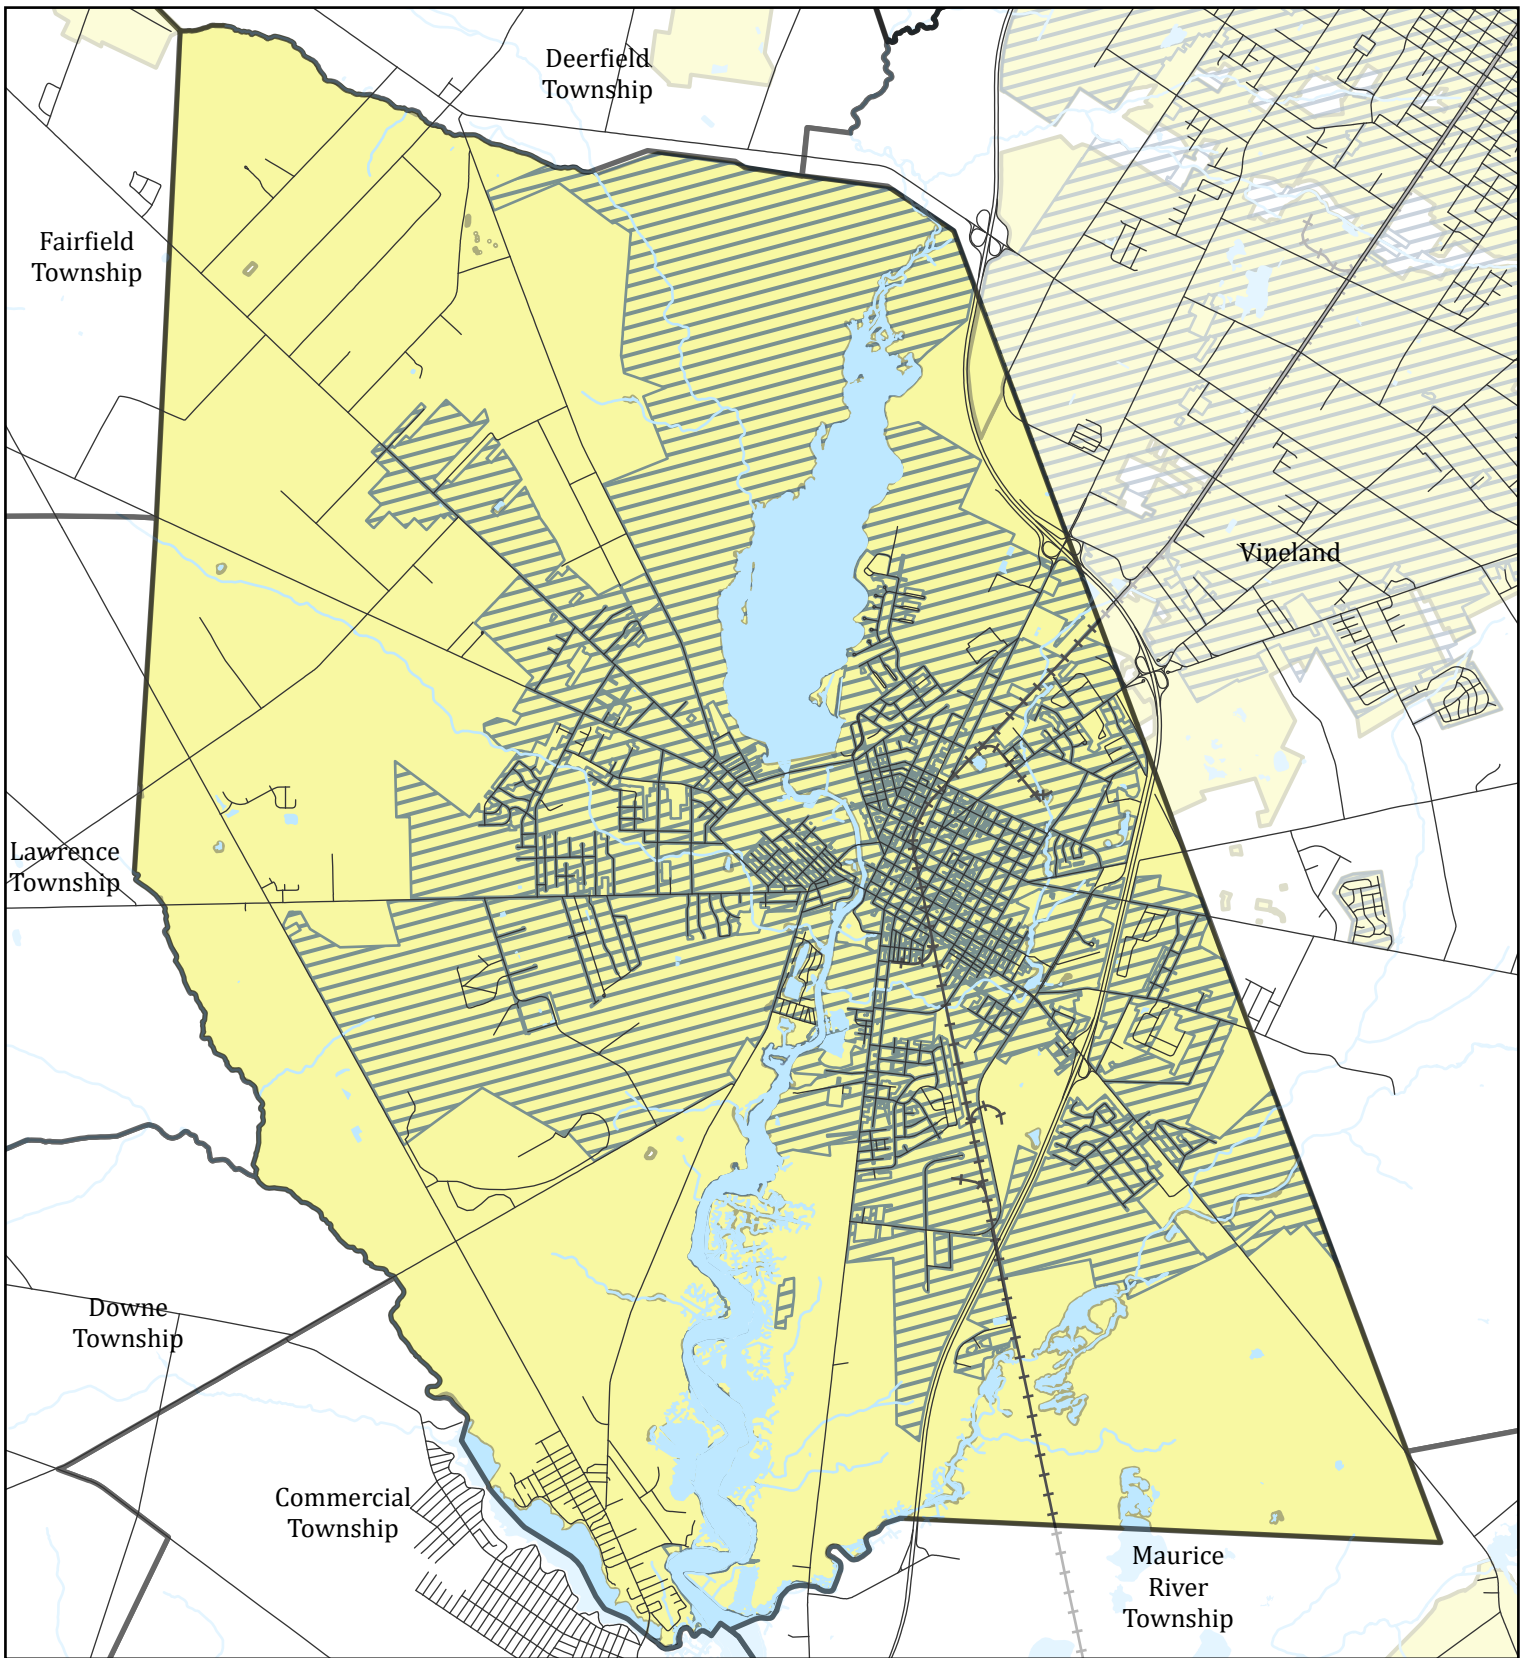 Deerfield
Township
Fairfield
Township
Vineland
Lawrence
Township
Downe
Township
Commercial
Township
Maurice
River
Township